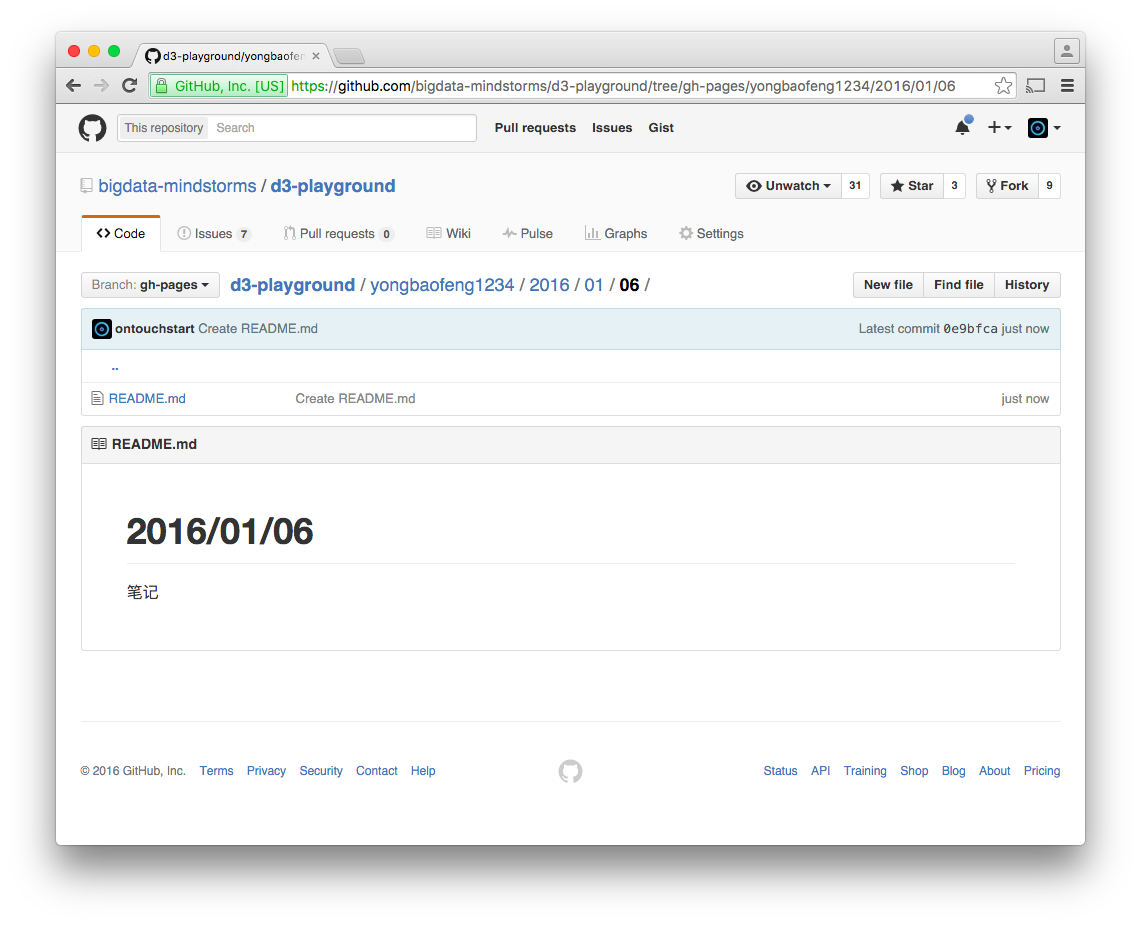 d3-playground/yongbaofen
GitHub, Inc. [US] https://github.com/bigdata-mindstorms/d3-playground/tree/gh-pages/yongbaofeng1234/2016/01/06
This repository Search Pull requests Issues Gist
bigdata-mindstorms / d3-playground Unwatch 31 Star 3 Fork 9
Code Issues 7 Pull requests 0 Wiki Pulse Graphs Settings
Branch: gh-pages d3-playground / yongbaofeng1234 / 2016 / 01 / 06 / New file Find file History
ontouchstart Create README.md Latest commit 0e9bfca just now
..
README.md Create README.md just now
README.md
2016/01/06
笔记
© 2016 GitHub, Inc. Terms Privacy Security Contact Help Status API Training Shop Blog About Pricing